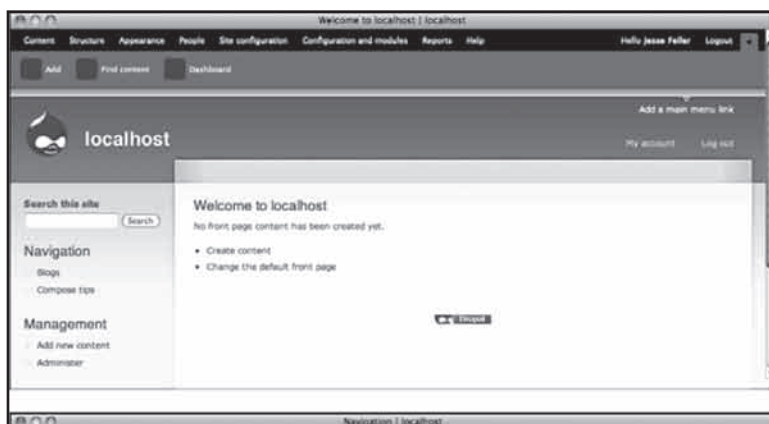 Welcome to localhost | localhost
Content Structure Appearance People Site configuration Configuration and modules Reports Help Hello Jesse Feiler Logout
Add Find content Dashboard
Add a main menu link
localhost
My account Log out
Search this site
Search
Welcome to localhost
No front page content has been created yet.
• Create content
• Change the default front page
Navigation
Blogs
Compose tips
Drupal
Management
Add new content
Administer
Navigation | localhost